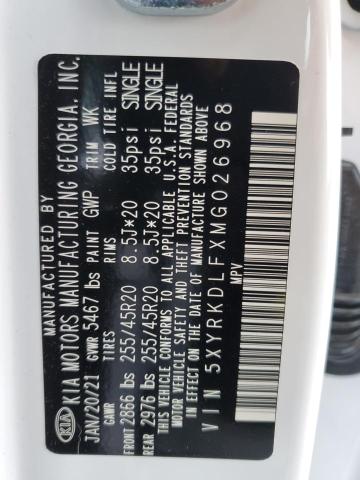 MANUFACTURED BY
KIA MOTORS MANUFACTURING GEORGIA, INC.
KIA
JAN/20/21 GVWR 5467 lbs PAINT GWP TRIM WK
GAWR TIRES RIMS COLD TIRE INFL
FRONT 2866 lbs 255/45R20 8.5J*20 35psi SINGLE
REAR 2976 lbs 255/45R20 8.5J*20 35psi SINGLE
THIS VEHICLE CONFORMS TO ALL APPLICABLE U.S.A. FEDERAL
MOTOR VEHICLE SAFETY AND THEFT PREVENTION STANDARDS
IN EFFECT ON THE DATE OF MANUFACTURE SHOWN ABOVE
VIN 5XYRKDLFXMG026968
MPV